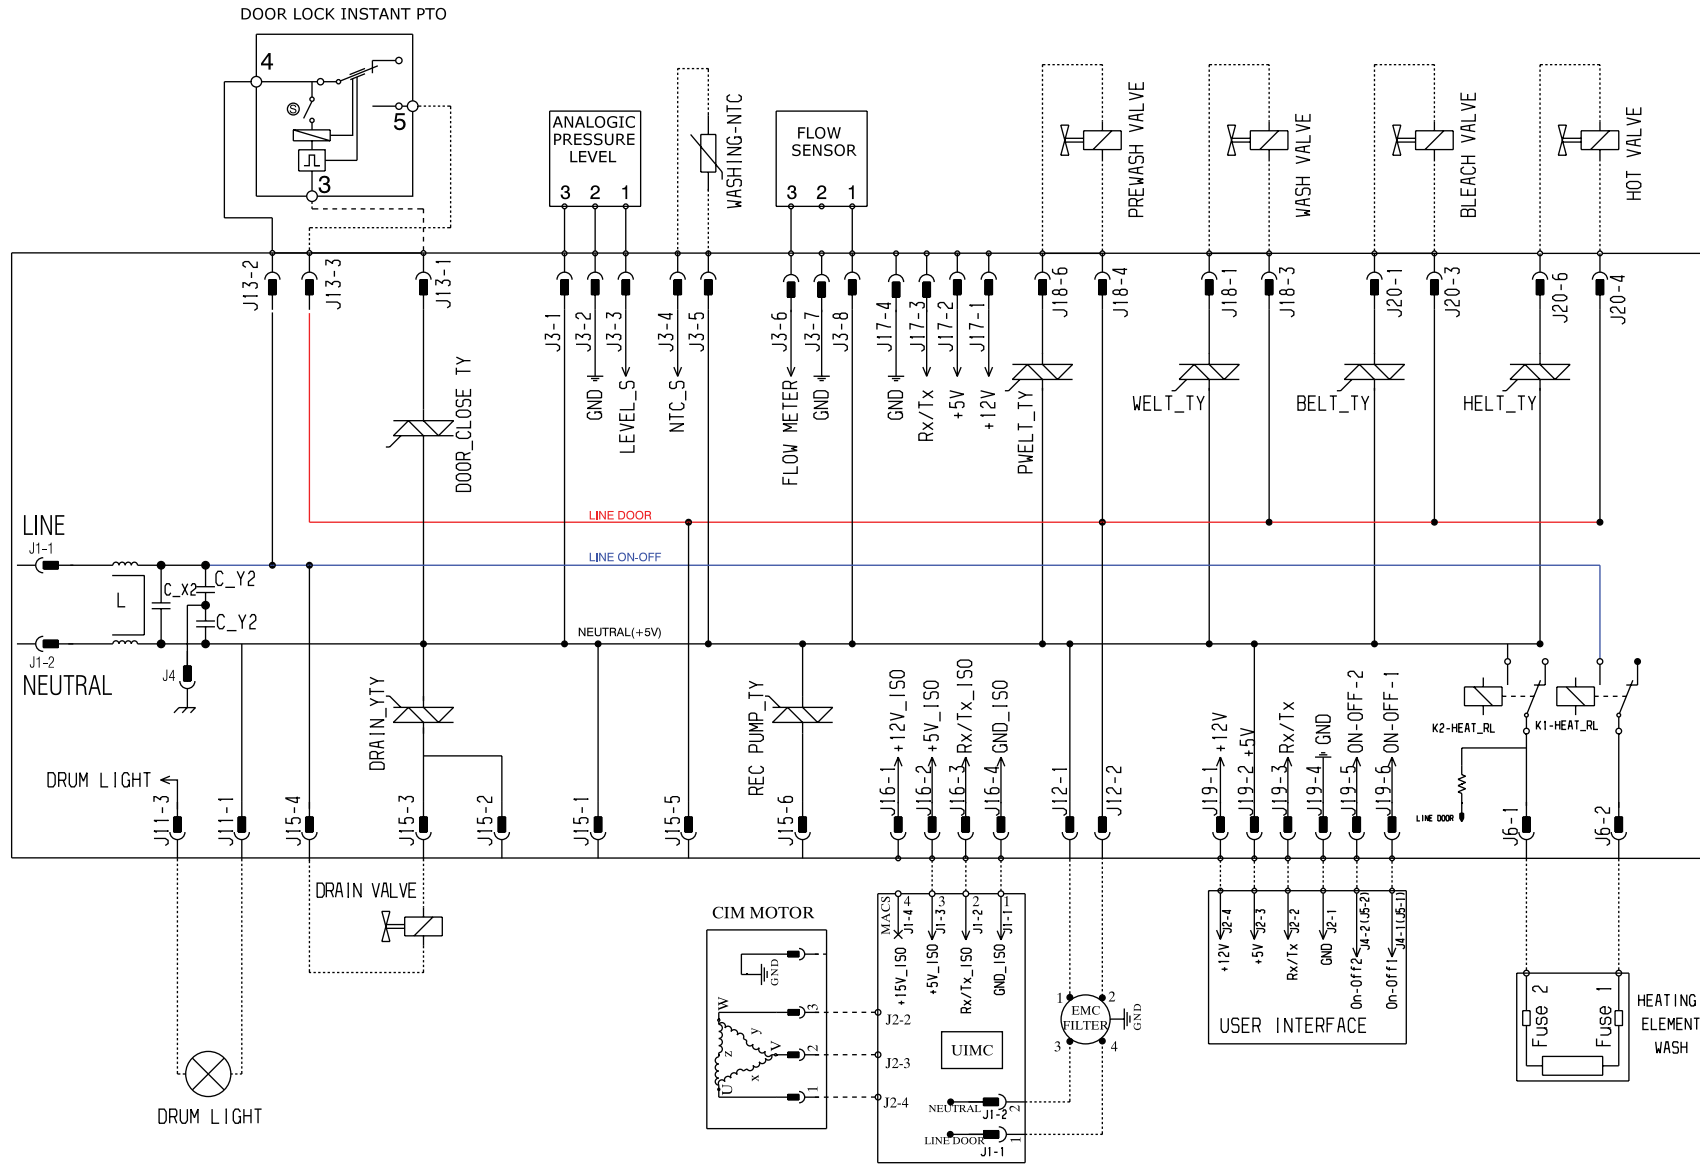 DOOR LOCK INSTANT PTO
4
S
5
3
ANALOGIC
PRESSURE
LEVEL
3 2 1
WASHING-NTC
FLOW
SENSOR
3 2 1
PREWASH VALVE
WASH VALVE
BLEACH VALVE
HOT VALVE
J13-2
J13-3
J13-1
J3-1
J3-2
J3-3
J3-4
J3-5
J3-6
J3-7
J3-8
J17-4
J17-3
J17-2
J17-1
J18-6
J18-4
J18-1
J18-3
J20-1
J20-3
J20-6
J20-4
DOOR_CLOSE TY
GND
LEVEL_S
NTC_S
FLOW METER
GND
GND
Rx/Tx
+5V
+12V
PWELT_TY
WELT_TY
BELT_TY
HELT_TY
LINE DOOR
LINE
J1-1
LINE ON-OFF
L
C_X2
C_Y2
C_Y2
NEUTRAL(+5V)
J1-2
NEUTRAL
J4
DRAIN_YTY
REC PUMP_TY
+12V_ISO
+5V_ISO
Rx/Tx_ISO
GND_ISO
+12V
+5V
Rx/Tx
GND
ON-OFF-2
ON-OFF-1
K2-HEAT_RL
K1-HEAT_RL
LINE DOOR
DRUM LIGHT
J11-3
J11-1
J15-4
J15-3
J15-2
J15-1
J15-5
J15-6
J16-1
J16-2
J16-3
J16-4
J12-1
J12-2
J19-1
J19-2
J19-3
J19-4
J19-5
J19-6
J6-1
J6-2
DRAIN VALVE
CIM MOTOR
GND
W
3
y
z
V
2
x
U
1
J2-2
J2-3
J2-4
MACS
4
3
2
1
J1-4
J1-3
J1-2
J1-1
+15V_ISO
+5V_ISO
Rx/Tx_ISO
GND_ISO
UIMC
NEUTRAL
J1-2
2
LINE DOOR
J1-1
1
1 2
EMC
FILTER
GND
3 4
J2-4
J2-3
J2-2
J2-1
J4-2(J5-2)
J4-1(J5-1)
+12V
+5V
Rx/Tx
GND
On-Off2
On-Off1
USER INTERFACE
Fuse 2
Fuse 1
HEATING
ELEMENT
WASH
DRUM LIGHT